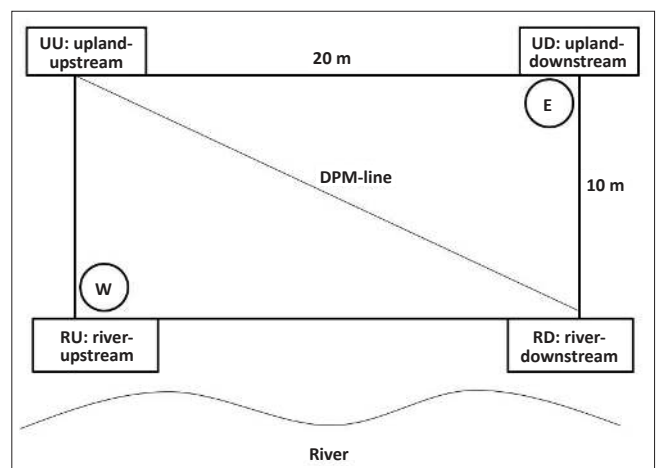 UU: upland-
upstream
20 m
UD: upland-
downstream
E
DPM-line
10 m
W
RU: river-
upstream
RD: river-
downstream
River